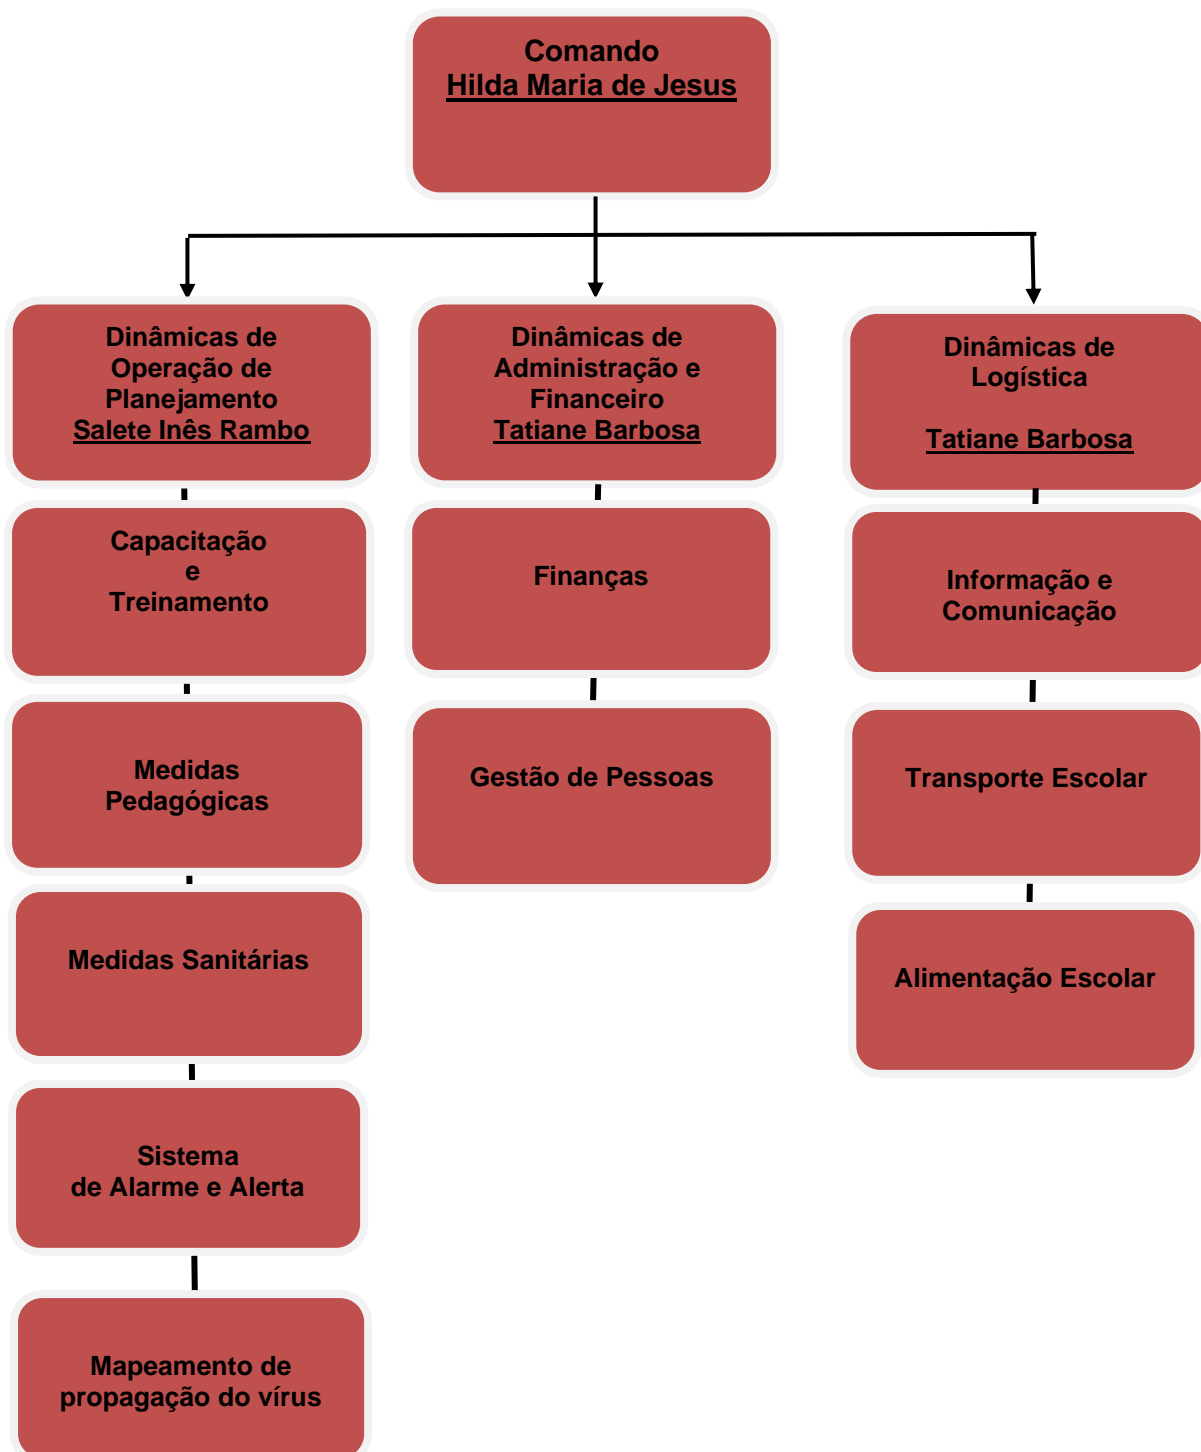 Comando
Hilda Maria de Jesus
Dinâmicas de
Operação de
Planejamento
Salete Inês Rambo
Dinâmicas de
Administração e
Financeiro
Tatiane Barbosa
Dinâmicas de
Logística
Tatiane Barbosa
Capacitação
e
Treinamento
Finanças
Informação e
Comunicação
Medidas
Pedagógicas
Gestão de Pessoas
Transporte Escolar
Medidas Sanitárias
Alimentação Escolar
Sistema
de Alarme e Alerta
Mapeamento de
propagação do vírus